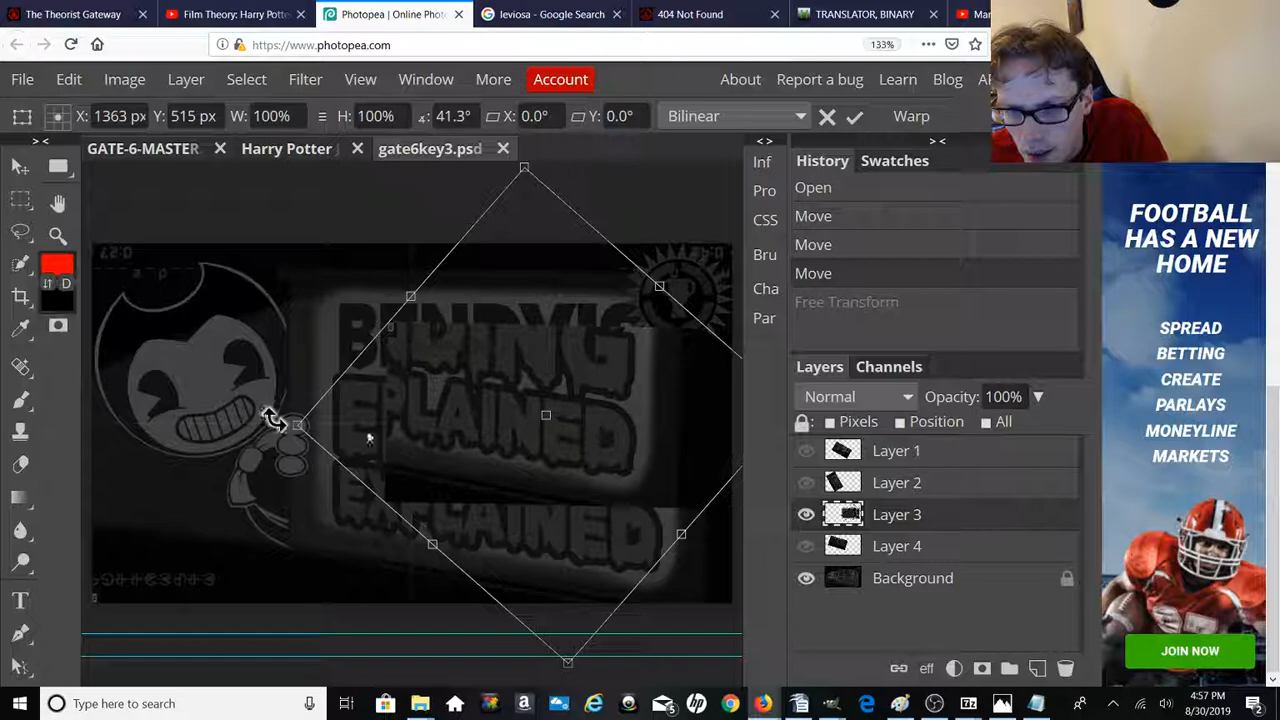 The Theorist Gateway
Film Theory: Harry Potter
Photopea | Online Phot
leviosa - Google Search
404 Not Found
TRANSLATOR, BINARY
Mar
https://www.photopea.com
133%
File Edit Image Layer Select Filter View Window More Account About Report a bug Learn Blog
X: 1363 px Y: 515 px W: 100% H: 100% 41.3° X: 0.0° Y: 0.0° Bilinear Warp
GATE-6-MASTER. Harry Potter gate6key3.psd
Inf
Pro
CSS
Bru
Cha
Par
History Swatches
Open
Move
Move
Move
Free Transform
Layers Channels
Normal Opacity: 100%
Pixels Position All
Layer 1
Layer 2
Layer 3
Layer 4
Background
eff
EXPLAINED
D
T
FOOTBALL
HAS A NEW
HOME
SPREAD
BETTING
CREATE
PARLAYS
MONEYLINE
MARKETS
JOIN NOW
Type here to search
4:57 PM
8/30/2019